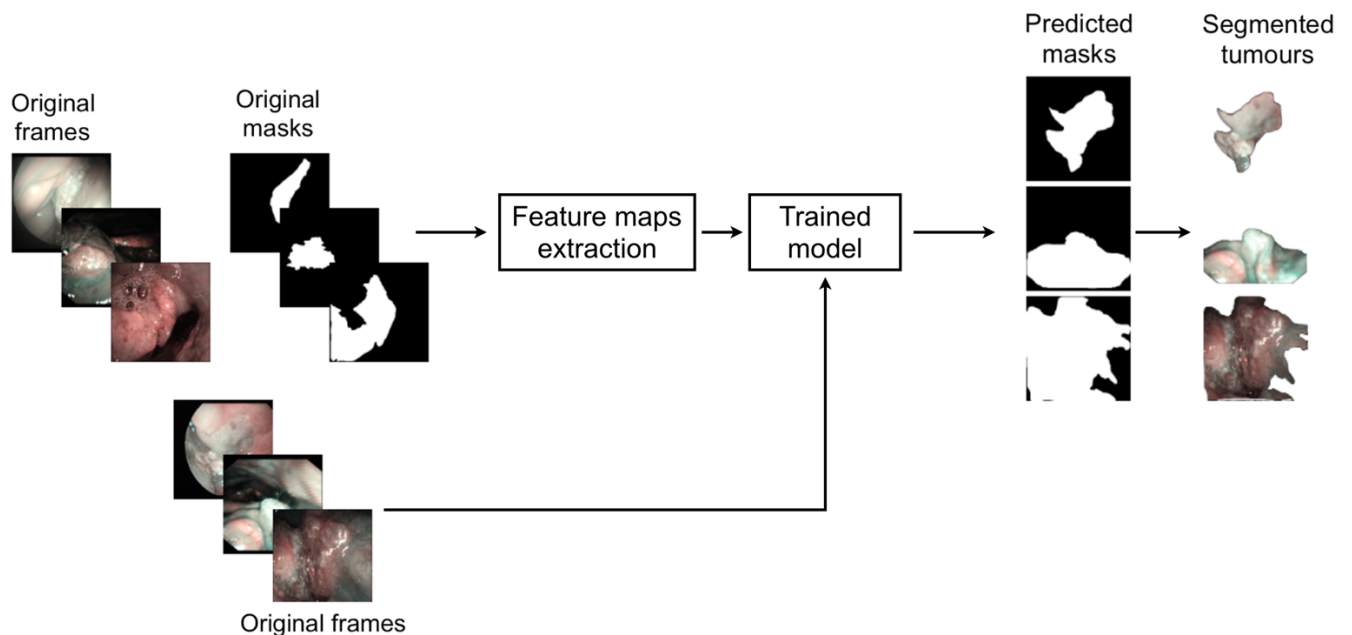 Original
frames
Original
masks
Feature maps
extraction
Trained
model
Predicted
masks
Segmented
tumours
Original frames